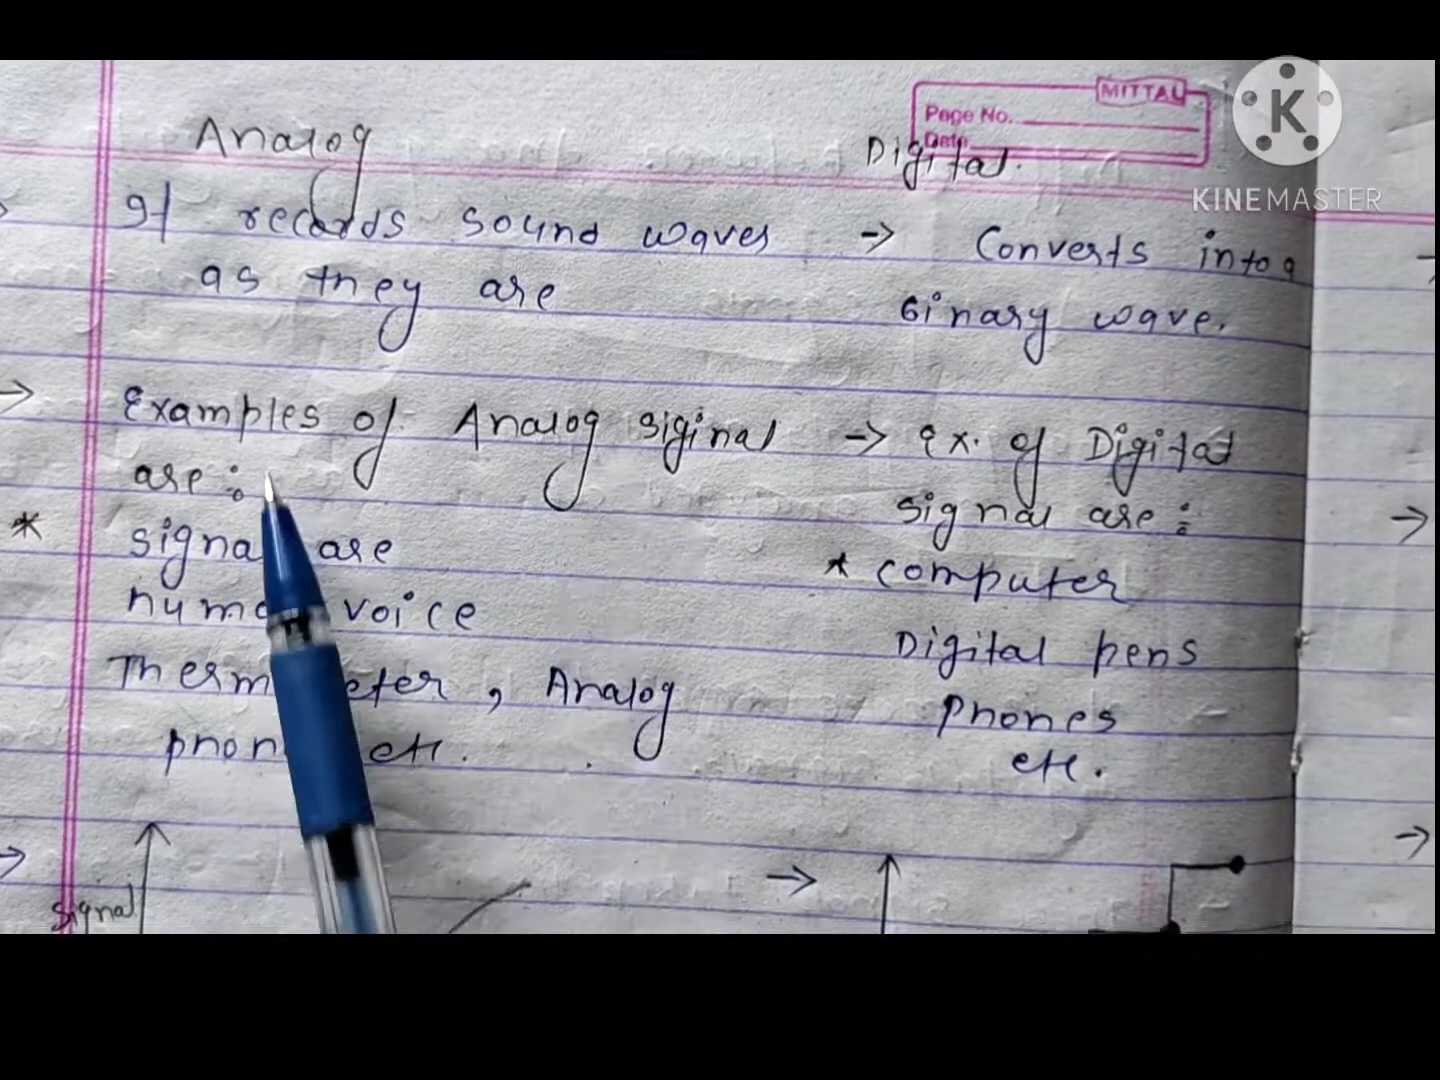 MITTAL
Page No.
Date
K
KINEMASTER
Analog
It records sound waves
as they are
Examples of Analog siginal
are :
signal are
voice
Thermometer, Analog
etc.
signal
Digital.
→ Converts into a
binary wave.
→ Ex. of Digital
signal are :
* computer
Digital pens
phones
etc.